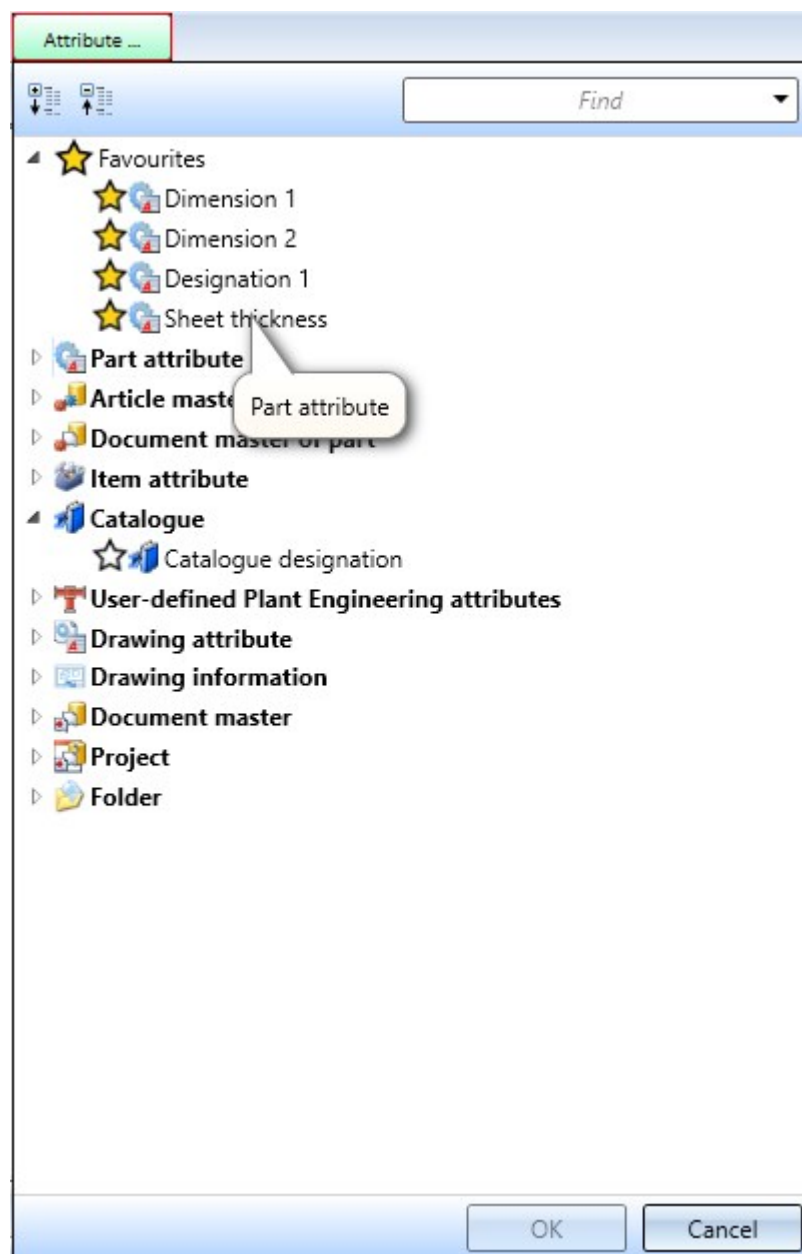 Attribute ...
Find
Favourites
Dimension 1
Dimension 2
Designation 1
Sheet thickness
Part attribute
Article maste
Part attribute
Document master of part
Item attribute
Catalogue
Catalogue designation
User-defined Plant Engineering attributes
Drawing attribute
Drawing information
Document master
Project
Folder
OK
Cancel